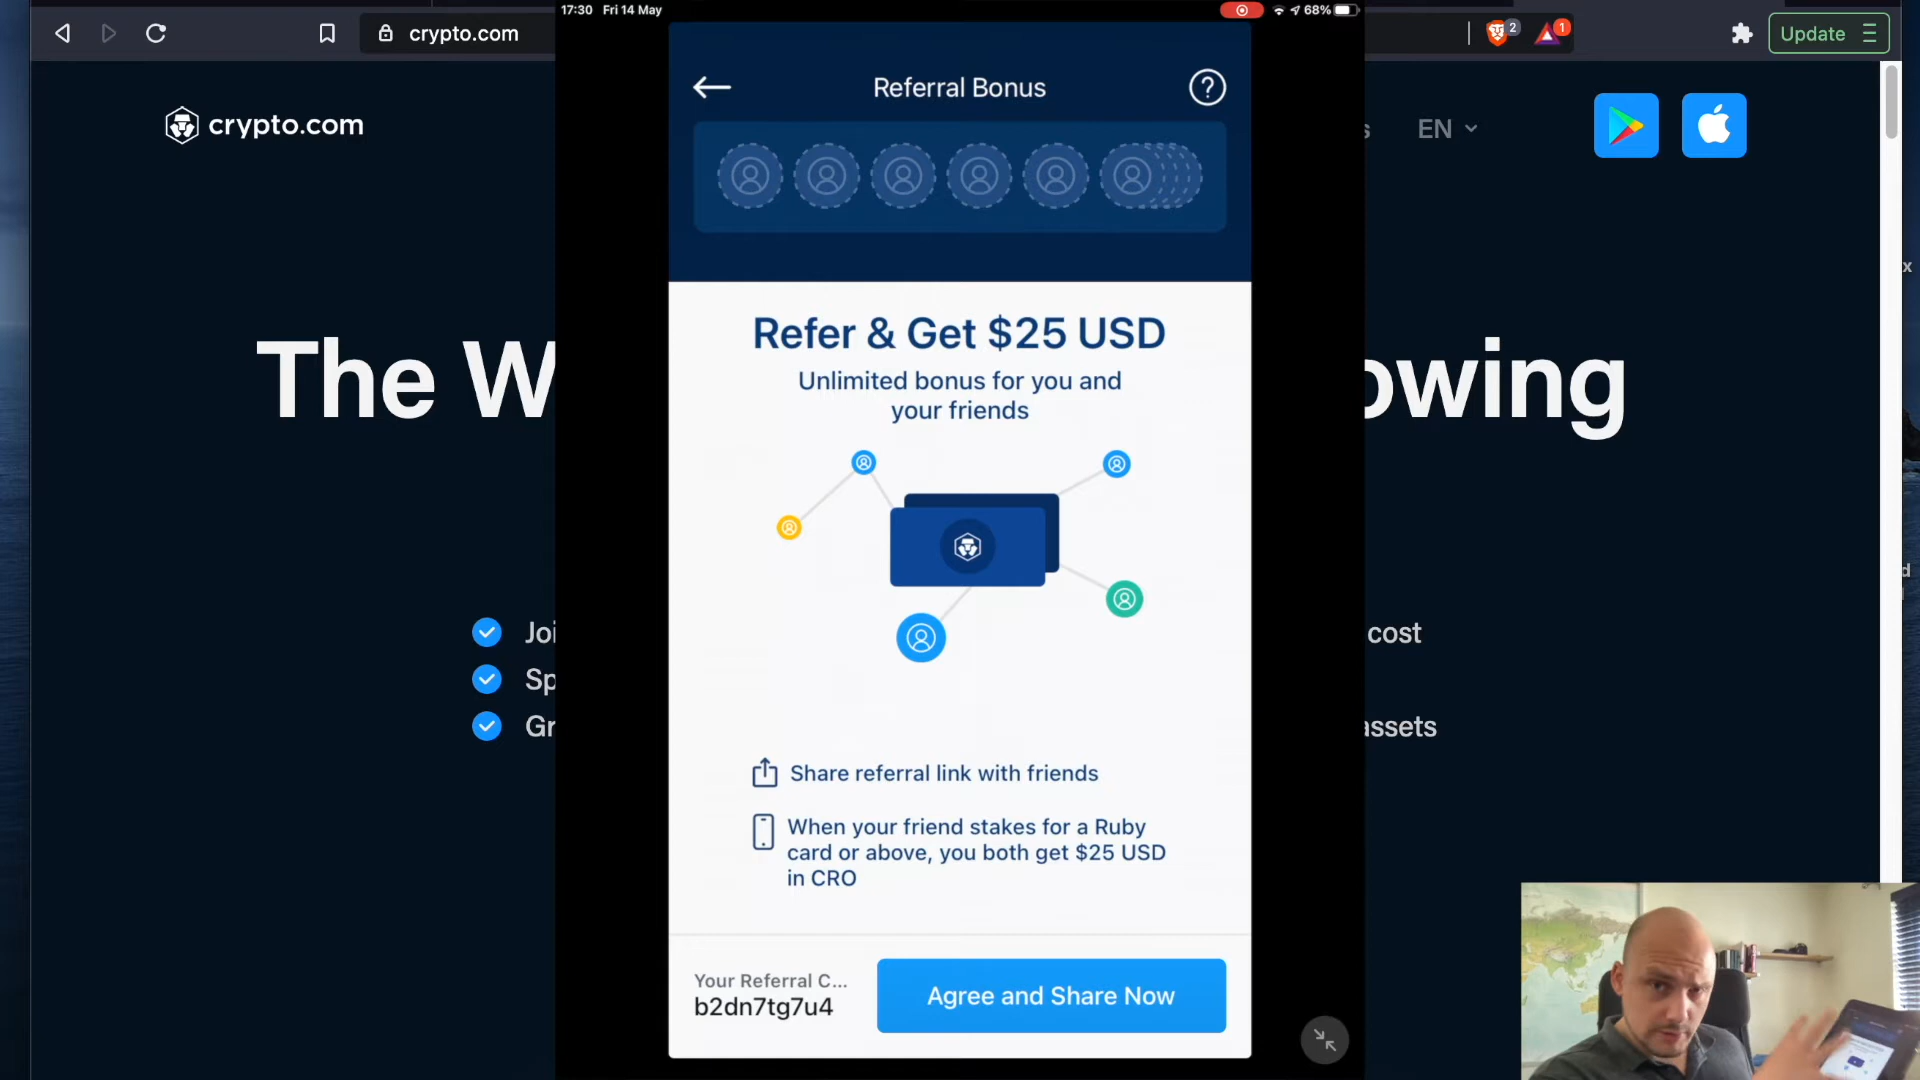 17:30 Fri 14 May
68%
crypto.com
2
1
Update
Referral Bonus
?
crypto.com
EN
The W
owing
Refer & Get $25 USD
Unlimited bonus for you and
your friends
Joi
cost
Sp
Gr
assets
Share referral link with friends
When your friend stakes for a Ruby
card or above, you both get $25 USD
in CRO
Your Referral C...
b2dn7tg7u4
Agree and Share Now